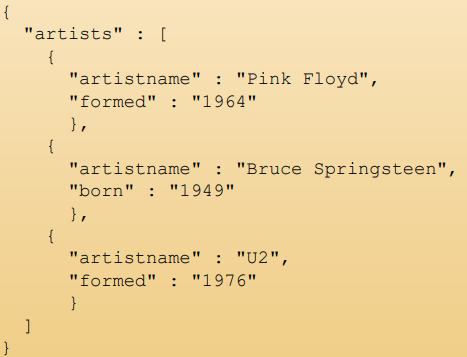 {
  "artists" : [
    {
      "artistname" : "Pink Floyd",
      "formed" : "1964"
      },
    {
      "artistname" : "Bruce Springsteen",
      "born" : "1949"
      },
    {
      "artistname" : "U2",
      "formed" : "1976"
      }
  ]
}